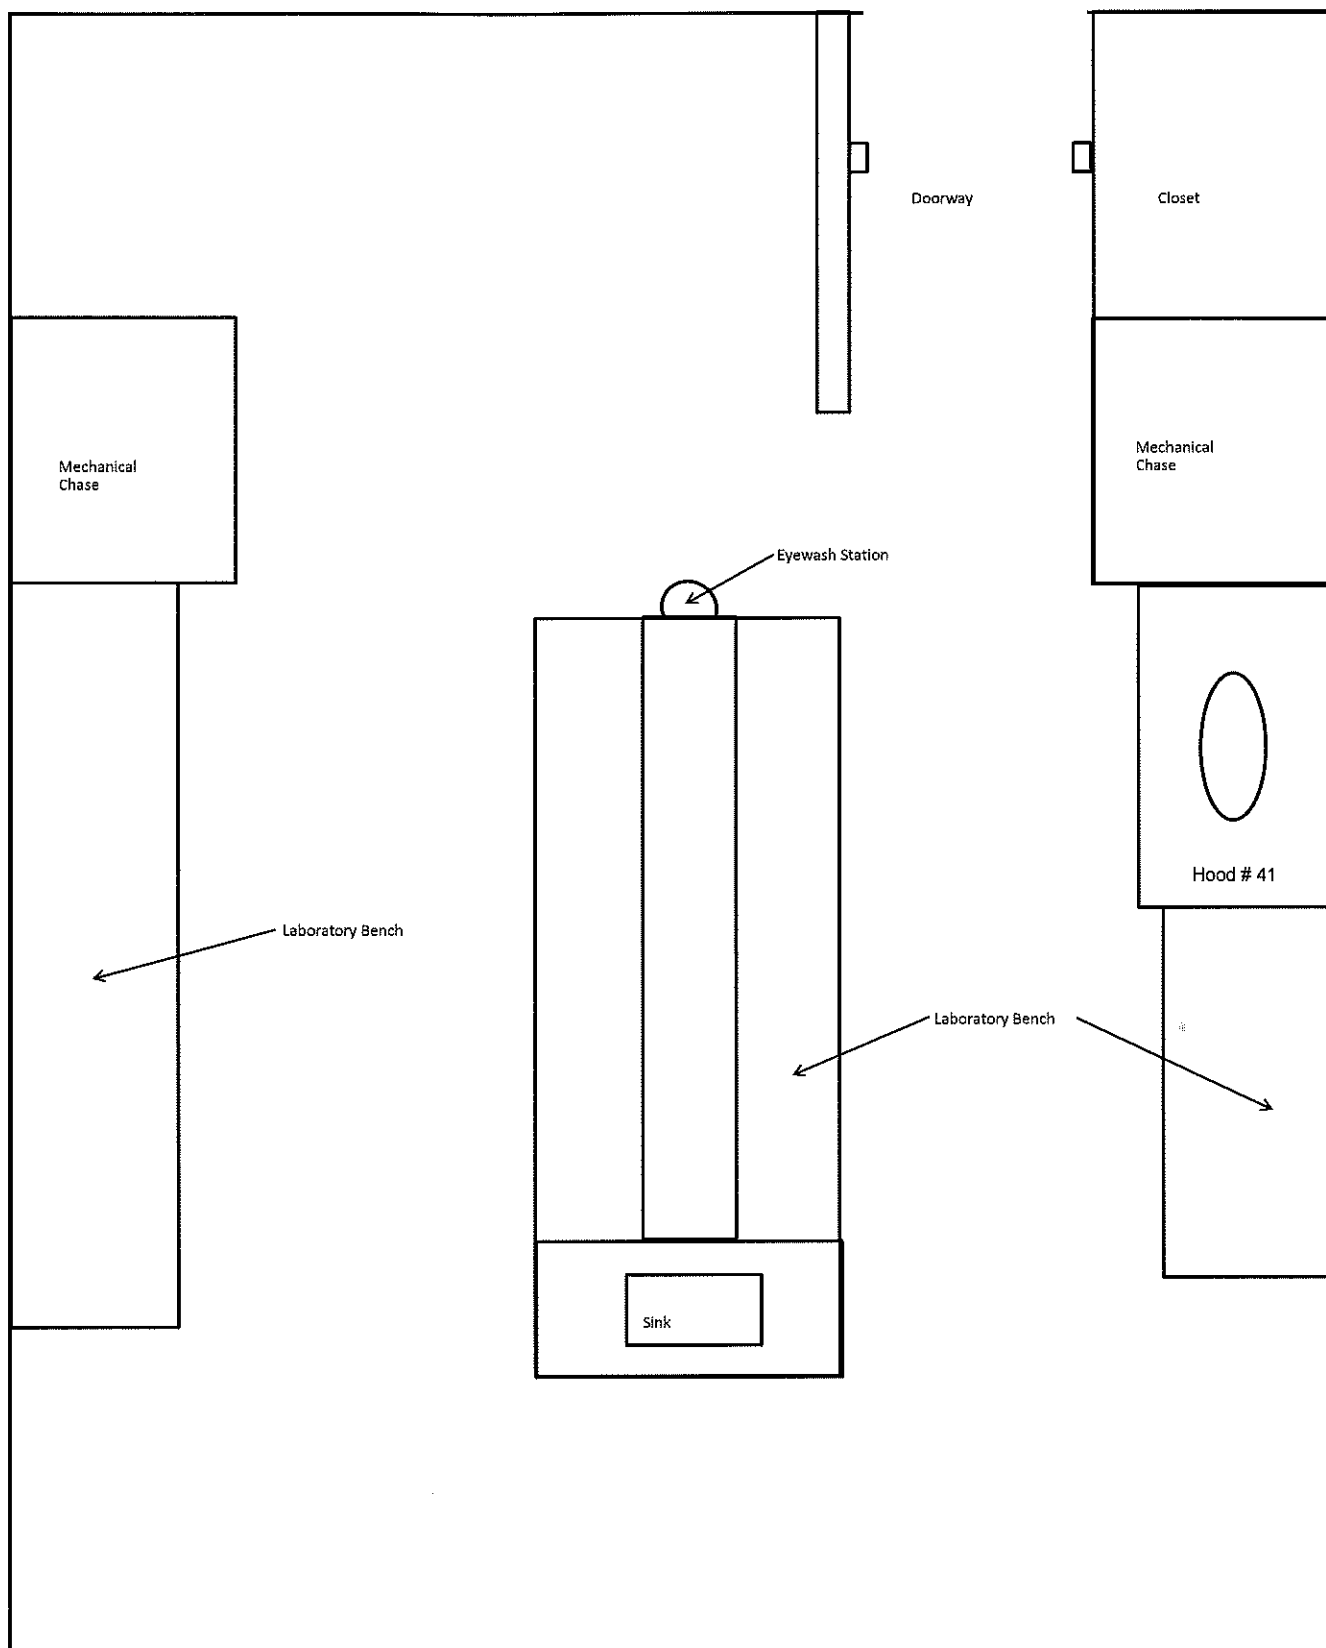 Doorway
Closet
Mechanical
Chase
Mechanical
Chase
Eyewash Station
Hood # 41
Laboratory Bench
Laboratory Bench
Sink